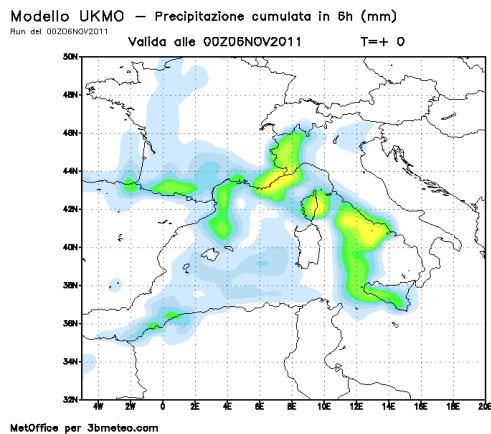 Modello UKMO – Precipitazione cumulata in 6h (mm)
Run del 00Z06NOV2011
Valida alle 00Z06NOV2011 T=+ 0
50N
48N
46N
44N
42N
40N
38N
36N
34N
32N
4W 2W 0 2E 4E 6E 8E 10E 12E 14E 16E 18E 20E
MetOffice per 3bmeteo.com